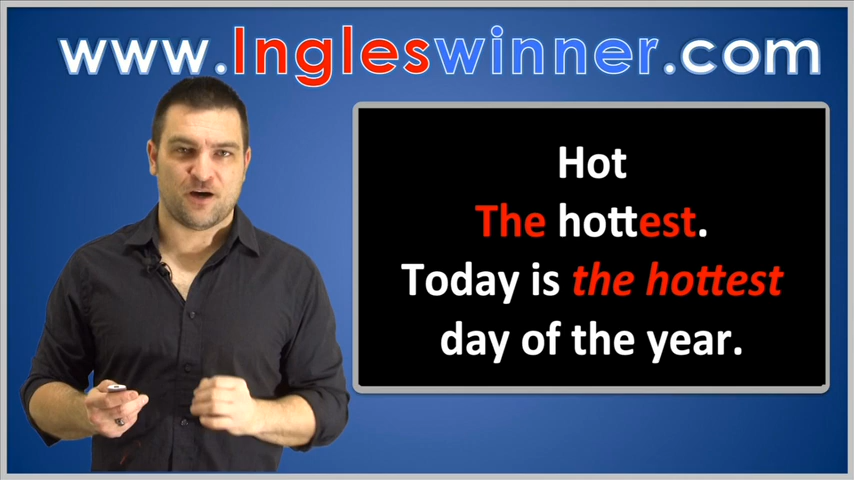 www.Ingleswinner.com
Hot
The hottest.
Today is the hottest
day of the year.